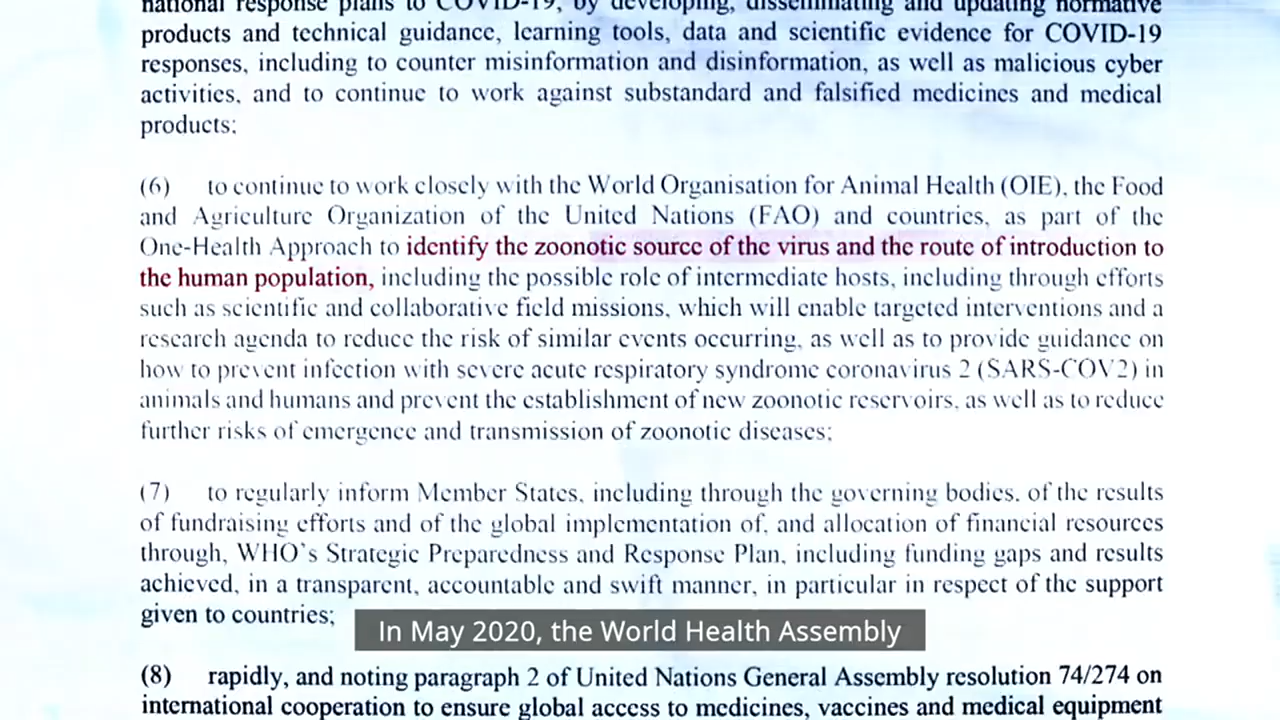 national response plans to COVID-19, by developing, disseminating and updating normative
products and technical guidance, learning tools, data and scientific evidence for COVID-19
responses, including to counter misinformation and disinformation, as well as malicious cyber
activities, and to continue to work against substandard and falsified medicines and medical
products;
(6) to continue to work closely with the World Organisation for Animal Health (OIE), the Food
and Agriculture Organization of the United Nations (FAO) and countries, as part of the
One-Health Approach to identify the zoonotic source of the virus and the route of introduction to
the human population, including the possible role of intermediate hosts, including through efforts
such as scientific and collaborative field missions, which will enable targeted interventions and a
research agenda to reduce the risk of similar events occurring, as well as to provide guidance on
how to prevent infection with severe acute respiratory syndrome coronavirus 2 (SARS-COV2) in
animals and humans and prevent the establishment of new zoonotic reservoirs, as well as to reduce
further risks of emergence and transmission of zoonotic diseases;
(7) to regularly inform Member States, including through the governing bodies, of the results
of fundraising efforts and of the global implementation of, and allocation of financial resources
through, WHO's Strategic Preparedness and Response Plan, including funding gaps and results
achieved, in a transparent, accountable and swift manner, in particular in respect of the support
given to countries;
In May 2020, the World Health Assembly
(8) rapidly, and noting paragraph 2 of United Nations General Assembly resolution 74/274 on
international cooperation to ensure global access to medicines, vaccines and medical equipment